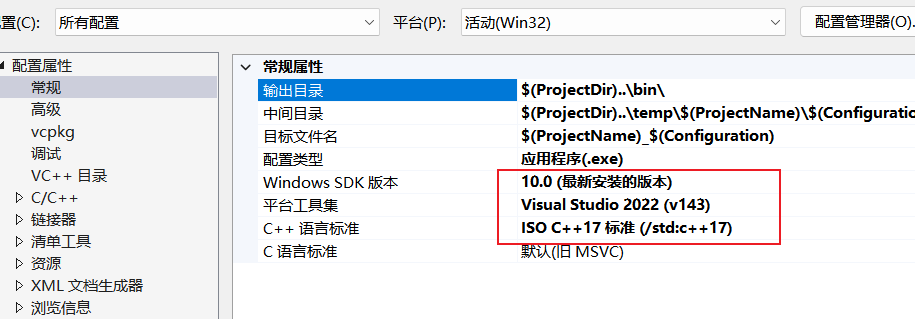 置(C): 所有配置 平台(P): 活动(Win32) 配置管理器(O)...
配置属性
常规
高级
vcpkg
调试
VC++ 目录
C/C++
链接器
清单工具
资源
XML 文档生成器
浏览信息
常规属性
输出目录 $(ProjectDir)..\bin\
中间目录 $(ProjectDir)..\temp\$(ProjectName)\$(Configuratio
目标文件名 $(ProjectName)_$(Configuration)
配置类型 应用程序(.exe)
Windows SDK 版本 10.0 (最新安装的版本)
平台工具集 Visual Studio 2022 (v143)
C++ 语言标准 ISO C++17 标准 (/std:c++17)
C 语言标准 默认(旧 MSVC)